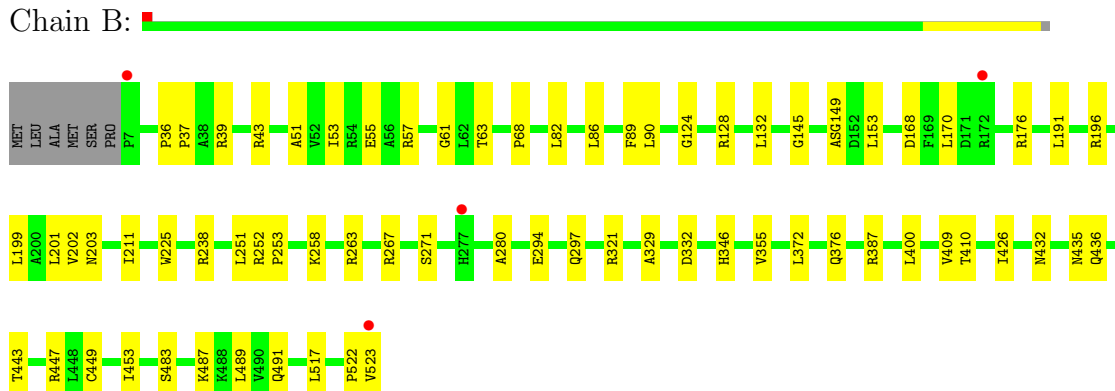 Chain B:
MET LEU ALA MET SER PRO P7 P36 P37 A38 R39 R43 A51 V52 I53 R54 E55 A56 R57 G61 L62 T63 P68 L82 L86 F89 L90 G124 R128 L132 G145 ASG149 D152 L153 D168 F169 L170 D171 R172 R176 L191 R196
L199 A200 L201 V202 N203 I211 W225 R238 L251 R252 P253 K258 R263 R267 S271 H277 A280 E294 Q297 R321 A329 D332 H346 V355 L372 Q376 R387 L400 V409 T410 I426 N432 N435 Q436
T443 R447 L448 C449 I453 S483 K487 K488 L489 V490 Q491 L517 P522 V523